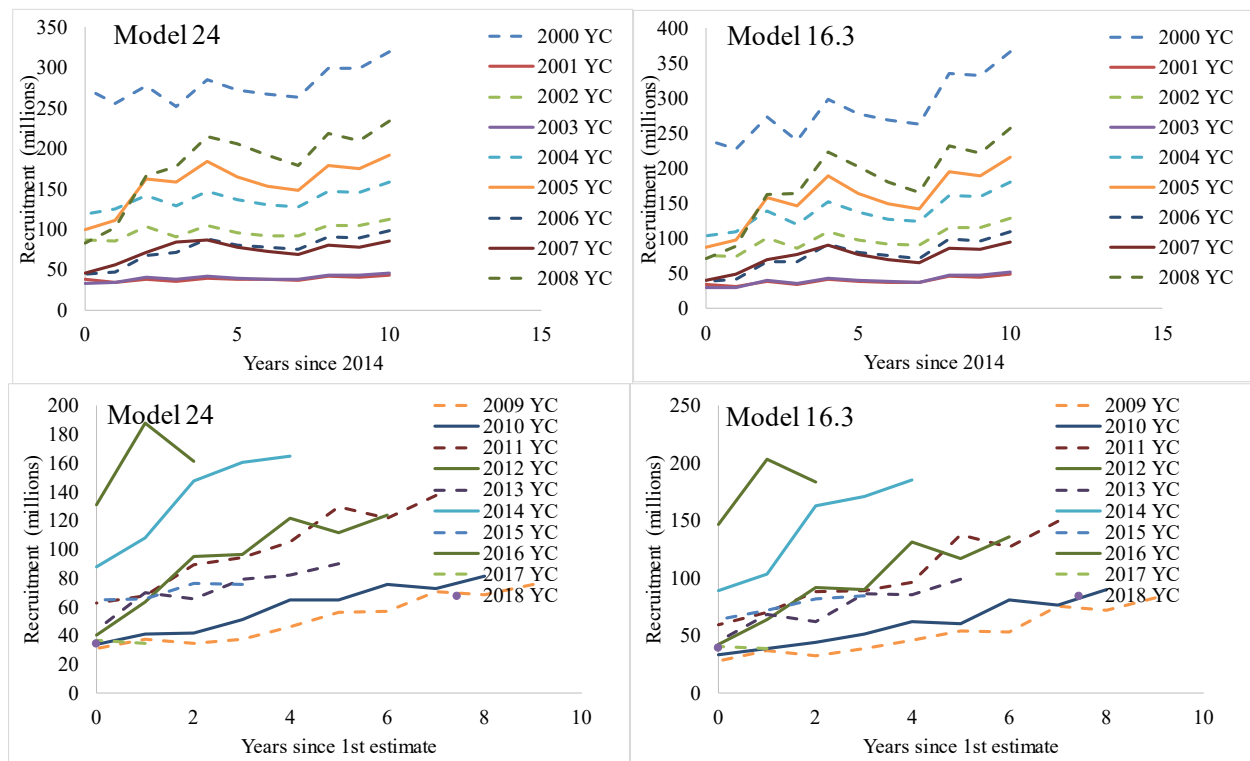 Model 24
Recruitment (millions)
350
300
250
200
150
100
50
0
0
5
10
15
Years since 2014
2000 YC
2001 YC
2002 YC
2003 YC
2004 YC
2005 YC
2006 YC
2007 YC
2008 YC
Model 16.3
Recruitment (millions)
400
350
300
250
200
150
100
50
0
0
5
10
15
Years since 2014
2000 YC
2001 YC
2002 YC
2003 YC
2004 YC
2005 YC
2006 YC
2007 YC
2008 YC
Model 24
Recruitment (millions)
200
180
160
140
120
100
80
60
40
20
0
0
2
4
6
8
10
Years since 1st estimate
2009 YC
2010 YC
2011 YC
2012 YC
2013 YC
2014 YC
2015 YC
2016 YC
2017 YC
2018 YC
Model 16.3
Recruitment (millions)
250
200
150
100
50
0
0
2
4
6
8
10
Years since 1st estimate
2009 YC
2010 YC
2011 YC
2012 YC
2013 YC
2014 YC
2015 YC
2016 YC
2017 YC
2018 YC